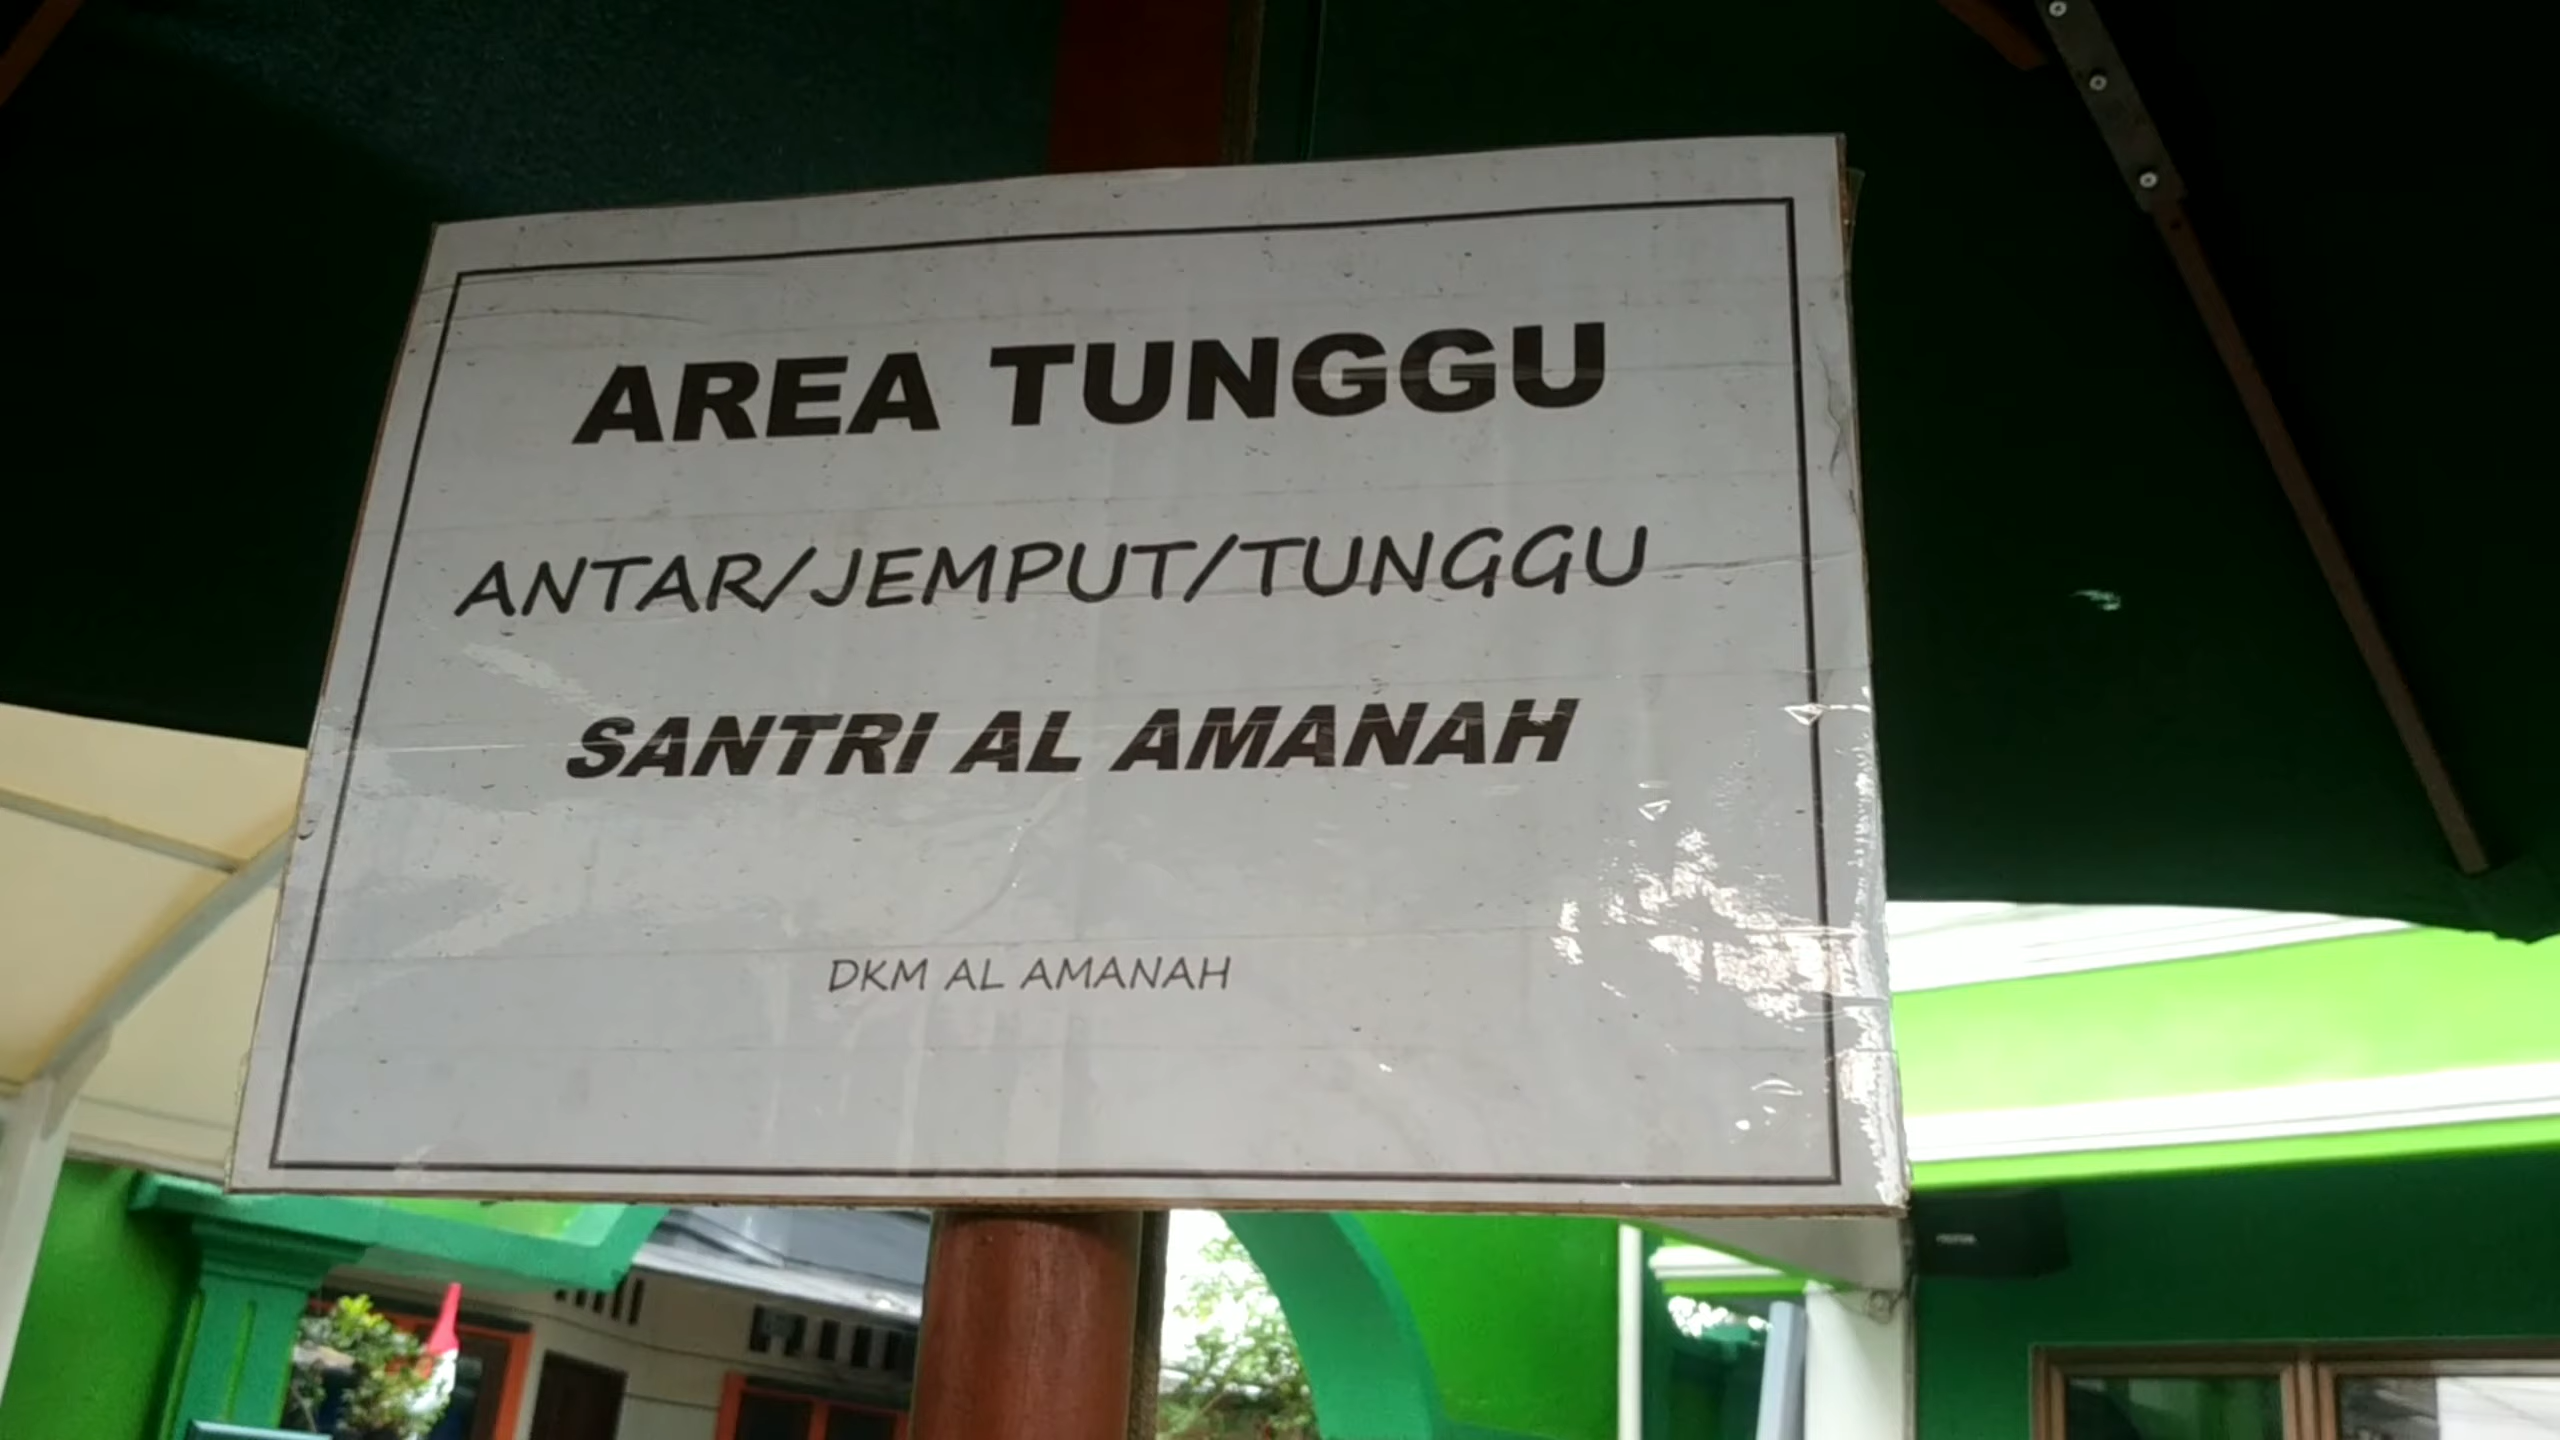 AREA TUNGGU
ANTAR/JEMPUT/TUNGGU
SANTRI AL AMANAH
DKM AL AMANAH